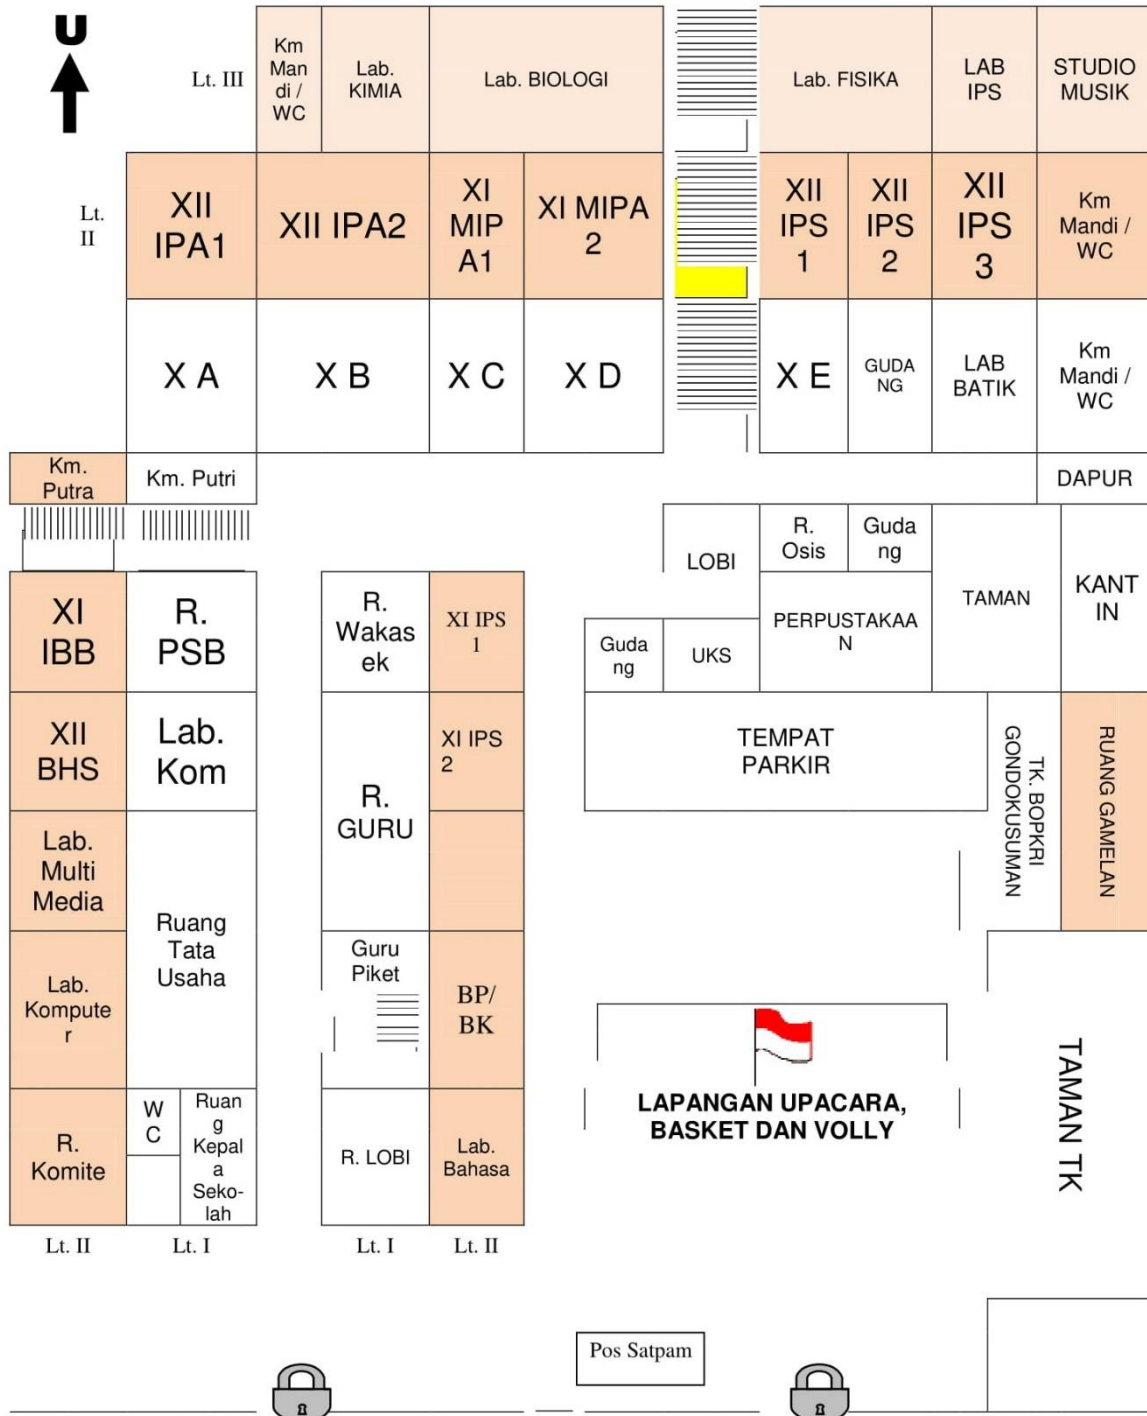 U
Lt. III
Km
Man
di /
WC
Lab.
KIMIA
Lab. BIOLOGI
Lab. FISIKA
LAB
IPS
STUDIO
MUSIK
Lt.
II
XII
IPA1
XII IPA2
XI
MIP
A1
XI MIPA
2
XII
IPS
1
XII
IPS
2
XII
IPS
3
Km
Mandi /
WC
X A
X B
X C
X D
X E
GUDA
NG
LAB
BATIK
Km
Mandi /
WC
Km.
Putra
Km. Putri
DAPUR
LOBI
R.
Osis
Guda
ng
TAMAN
KANT
IN
PERPUSTAKAA
N
Guda
ng
UKS
XI
IBB
R.
PSB
R.
Wakas
ek
XI IPS
1
XII
BHS
Lab.
Kom
R.
GURU
XI IPS
2
TEMPAT
PARKIR
TK. BOPKRI
GONDOKUSUMAN
RUANG GAMELAN
Lab.
Multi
Media
Ruang
Tata
Usaha
Lab.
Kompute
r
Guru
Piket
BP/
BK
LAPANGAN UPACARA,
BASKET DAN VOLLY
TAMAN TK
R.
Komite
W
C
Ruan
g
Kepal
a
Seko-
lah
R. LOBI
Lab.
Bahasa
Lt. II
Lt. I
Lt. I
Lt. II
Pos Satpam